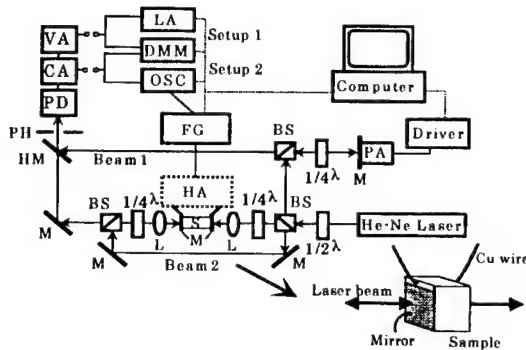 VA
LA
DMM
Setup 1
CA
OSC
Setup 2
PD
Computer
PH
FG
BS
PA
Driver
HM
Beam1
M
1/4λ
HA
BS
1/4λ
1/4λ
BS
He-Ne Laser
M
S
M
L
L
1/2λ
M
Beam 2
M
Cu wire
Laser beam
Mirror
Sample